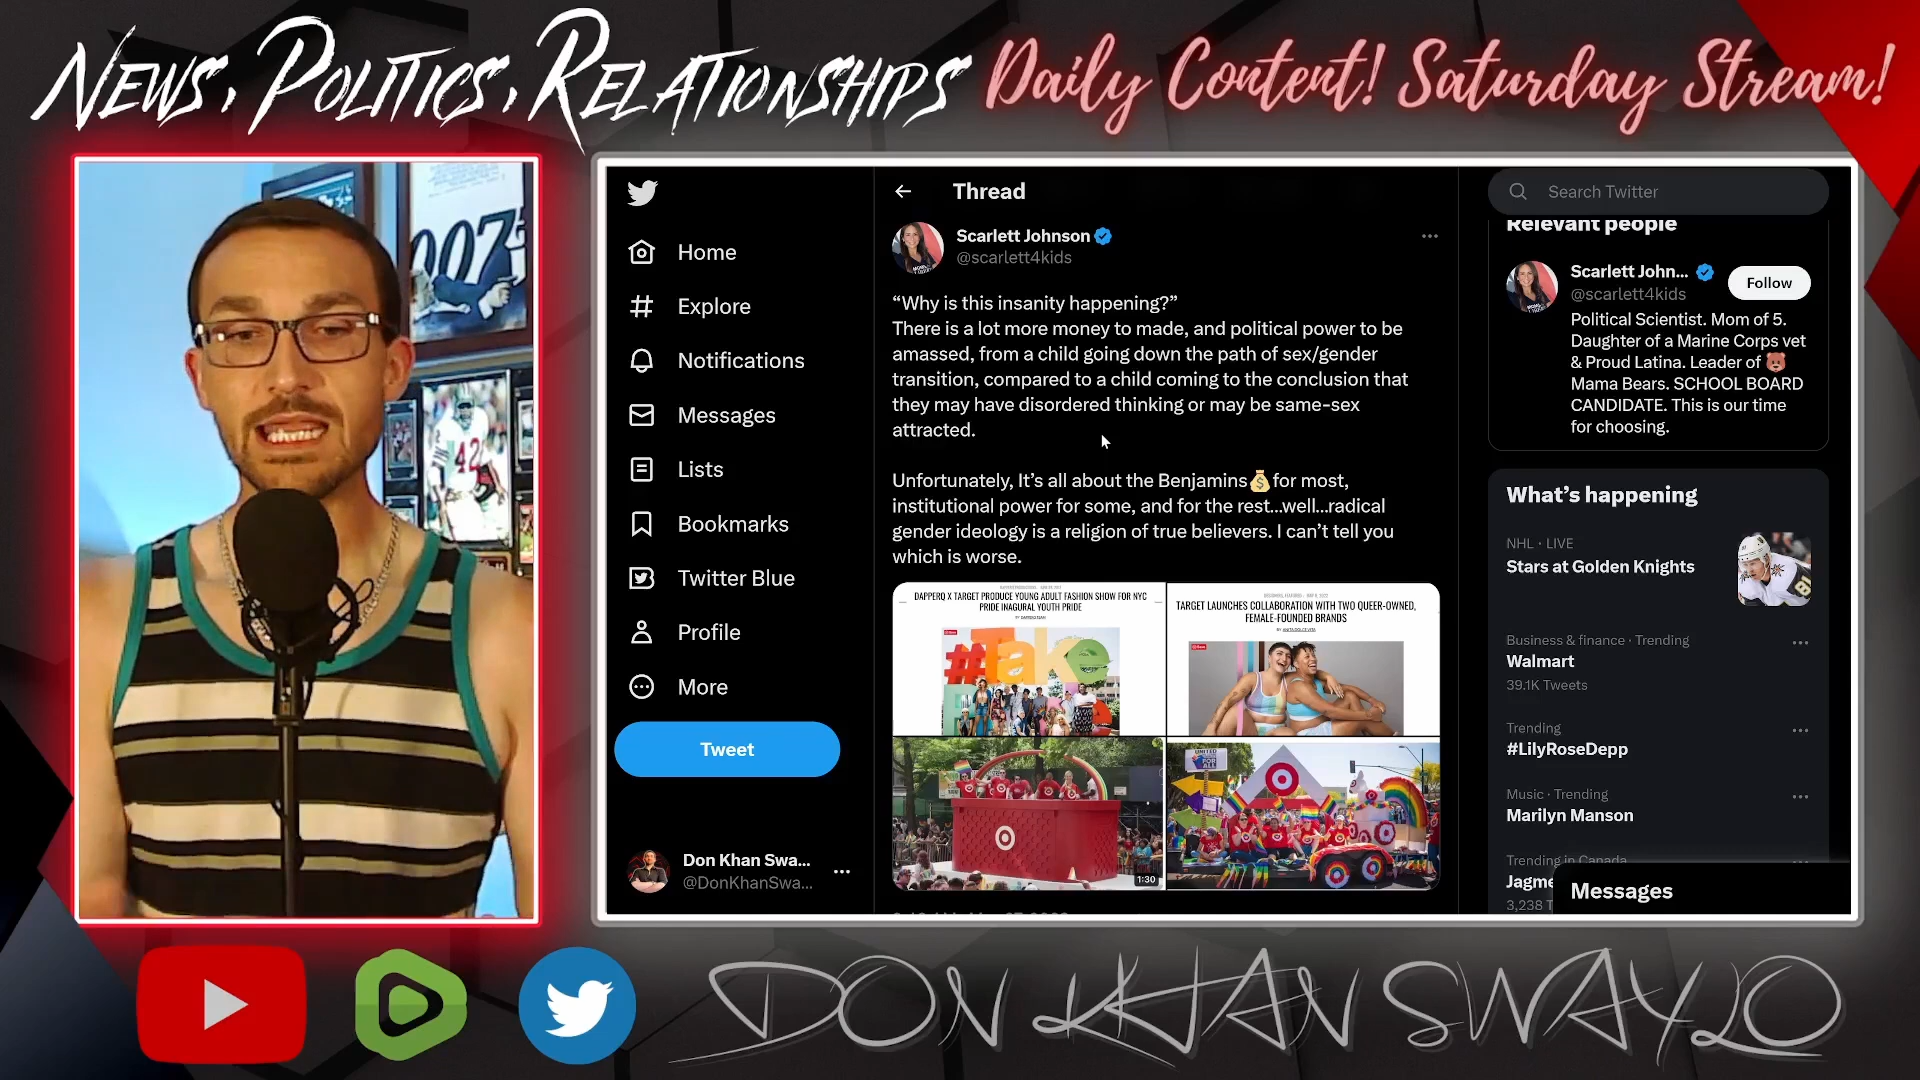 News, Politics, Relationships Daily Content! Saturday Stream!
007
42
Thread
Search Twitter
Relevant people
Home
Explore
Notifications
Messages
Lists
Bookmarks
Twitter Blue
Profile
More
Tweet
Don Khan Swa...
@DonKhanSwa...
Scarlett Johnson
@scarlett4kids
“Why is this insanity happening?”
There is a lot more money to made, and political power to be
amassed, from a child going down the path of sex/gender
transition, compared to a child coming to the conclusion that
they may have disordered thinking or may be same-sex
attracted.
Unfortunately, It’s all about the Benjamins💰for most,
institutional power for some, and for the rest...well...radical
gender ideology is a religion of true believers. I can’t tell you
which is worse.
DAPPERQ X TARGET PRODUCE YOUNG ADULT FASHION SHOW FOR NYC
PRIDE INAGURAL YOUTH PRIDE
#Take
TARGET LAUNCHES COLLABORATION WITH TWO QUEER-OWNED,
FEMALE-FOUNDED BRANDS
1:30
UNITED
FOR
ALL
Scarlett John...
@scarlett4kids
Follow
Political Scientist. Mom of 5.
Daughter of a Marine Corps vet
& Proud Latina. Leader of 🐻
Mama Bears. SCHOOL BOARD
CANDIDATE. This is our time
for choosing.
What’s happening
NHL · LIVE
Stars at Golden Knights
Business & finance · Trending
Walmart
39.1K Tweets
Trending
#LilyRoseDepp
Music · Trending
Marilyn Manson
Trending in Canada
Jagme
3,238 T
Messages
DON KHAN SWAYLO